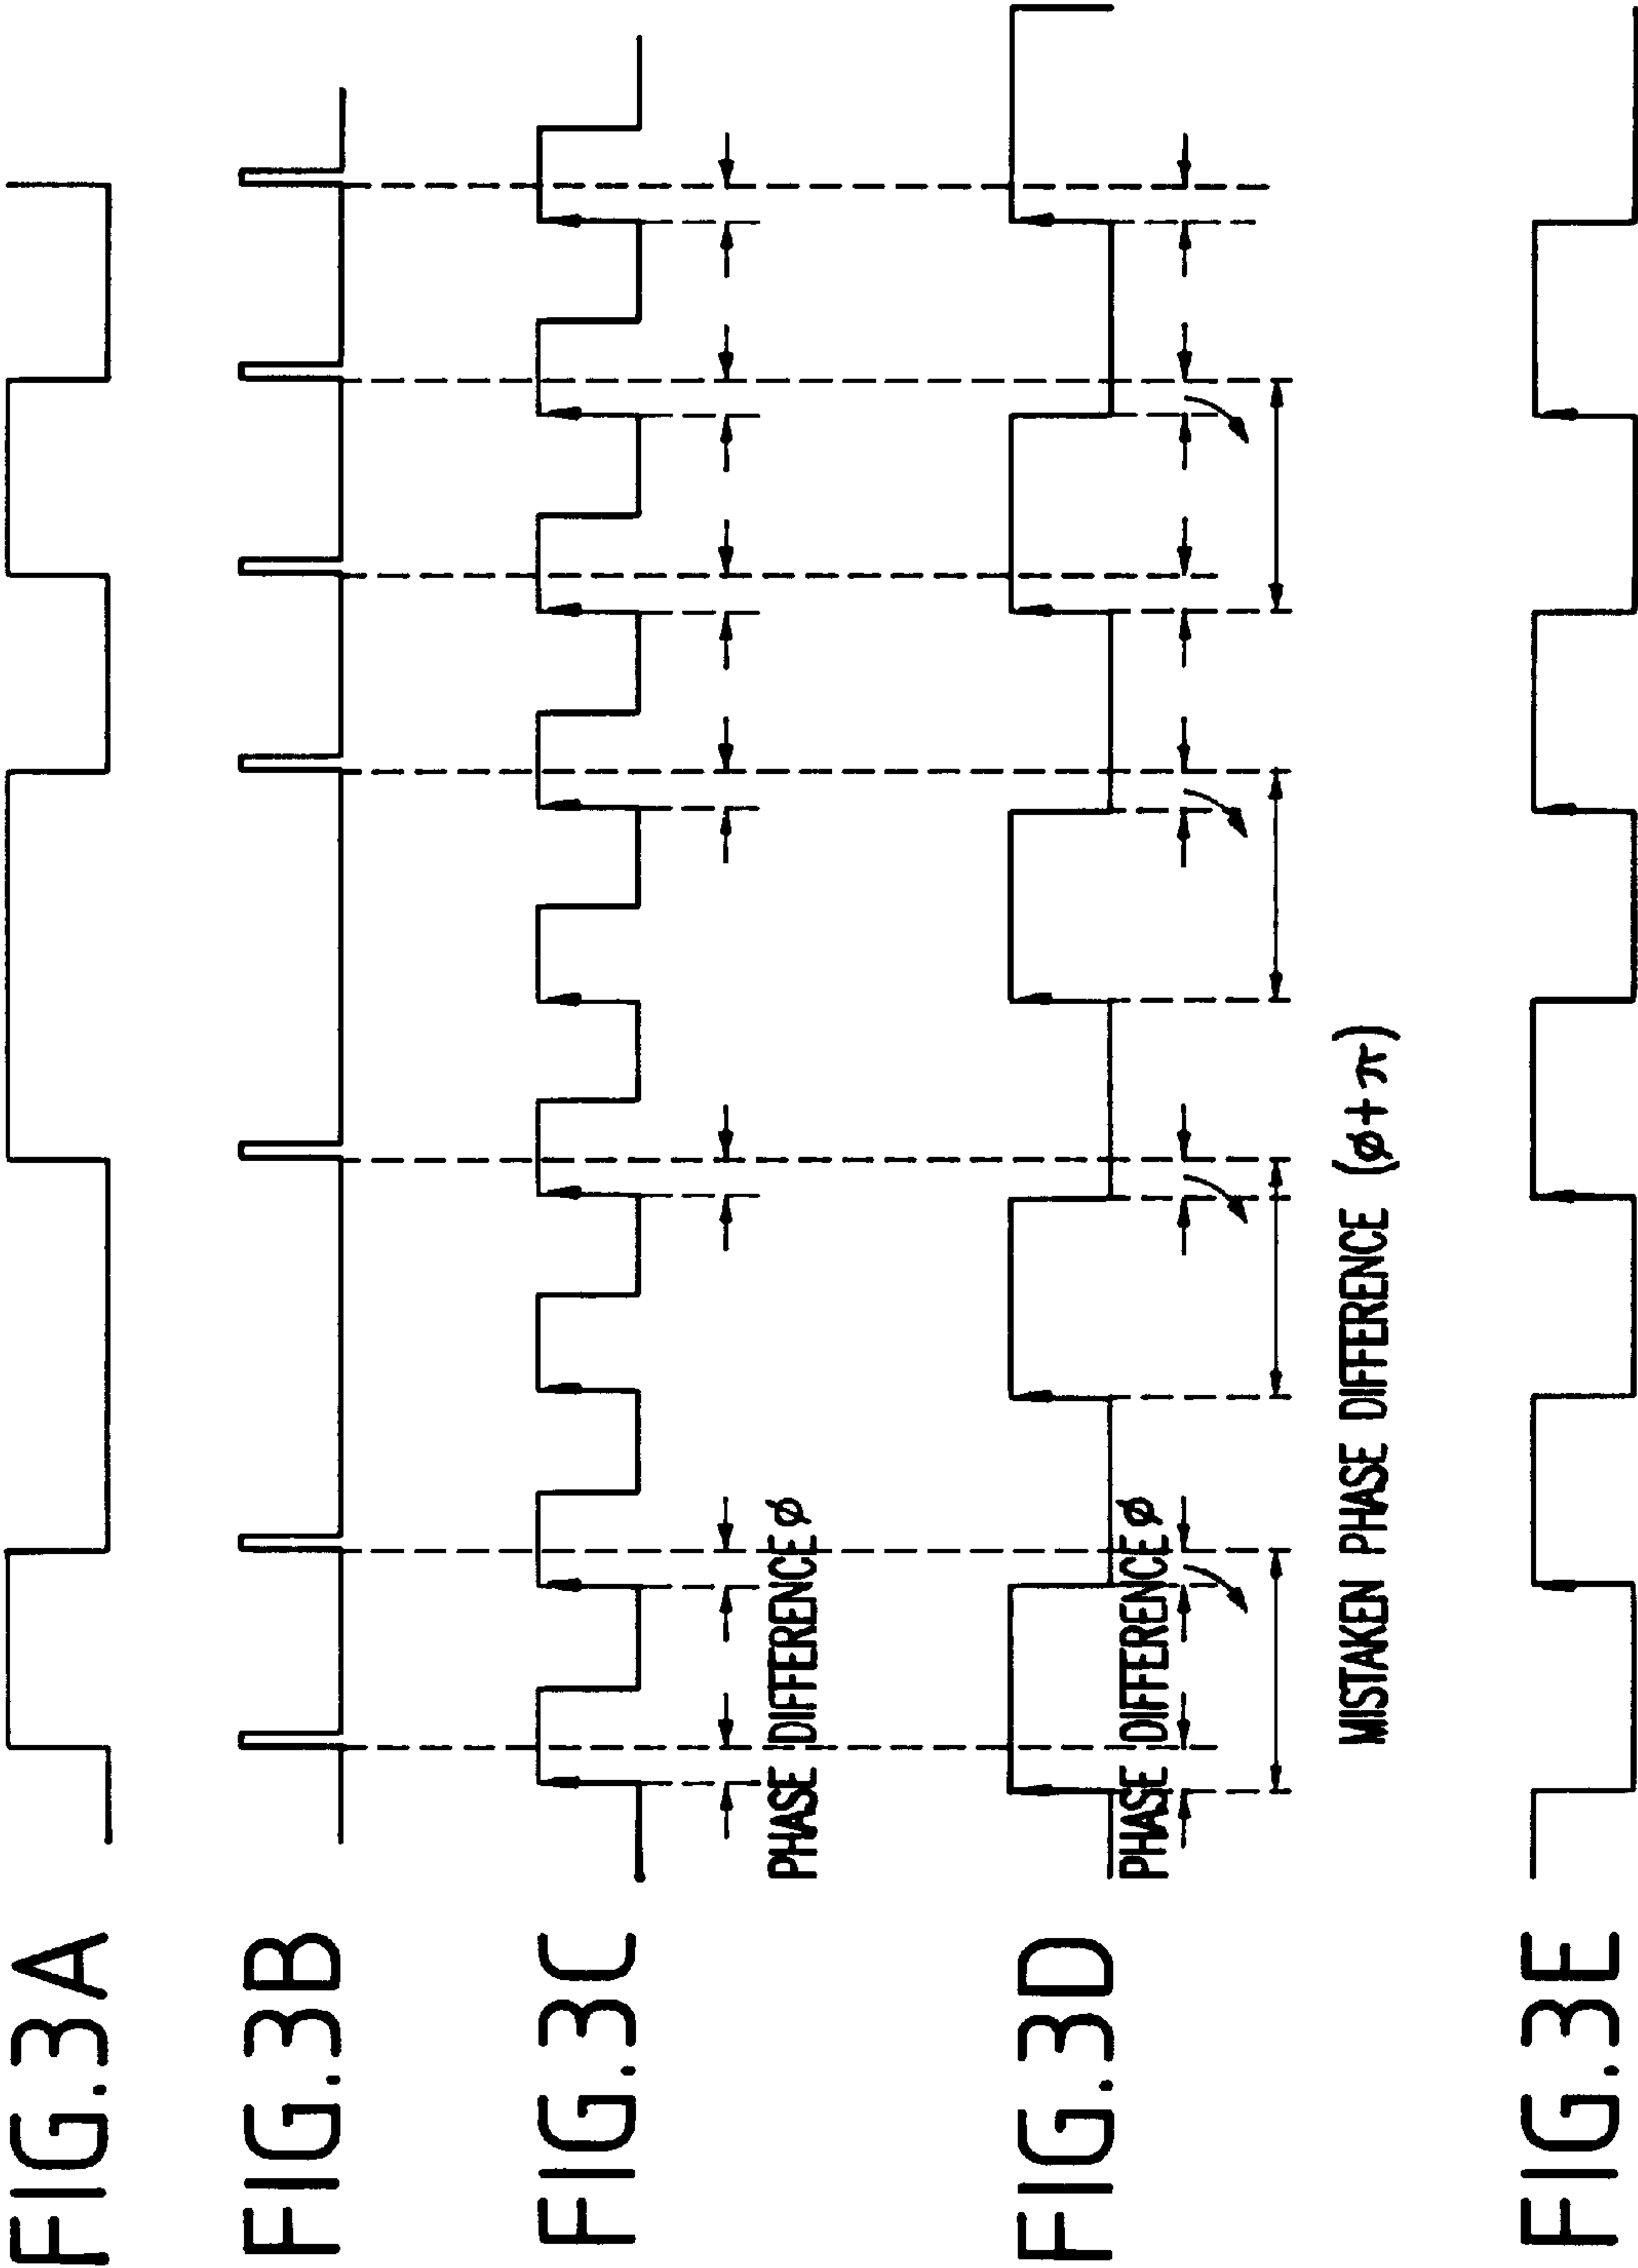 FIG.3A
FIG.3B
FIG.3C
PHASE DIFFERENCE ø
FIG.3D
PHASE DIFFERENCE ø
MISTAKEN PHASE DIFFERENCE (ø+π)
FIG.3E